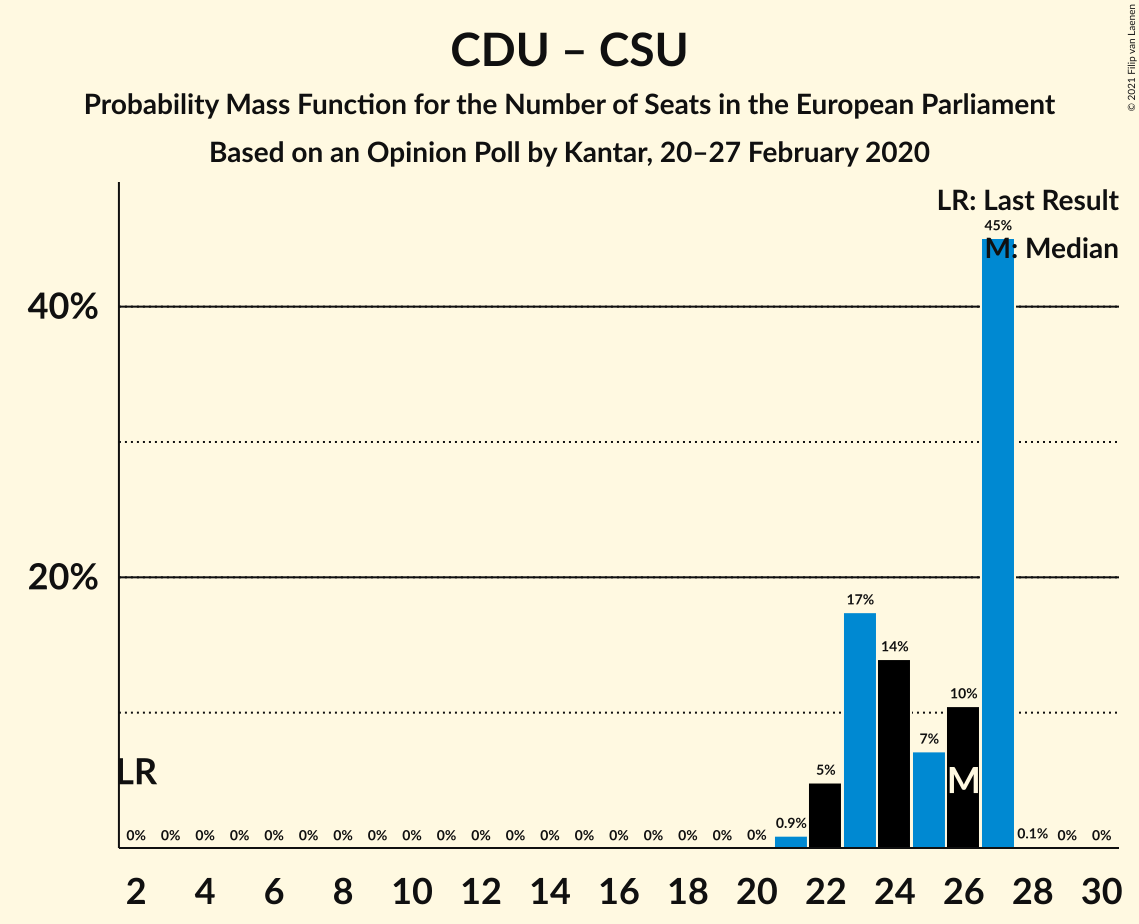 CDU – CSU
Probability Mass Function for the Number of Seats in the European Parliament
Based on an Opinion Poll by Kantar, 20–27 February 2020
© 2021 Filip van Laenen
LR: Last Result
M: Median
45%
40%
20%
17%
14%
10%
7%
5%
LR
M
0% 0% 0% 0% 0% 0% 0% 0% 0% 0% 0% 0% 0% 0% 0% 0% 0% 0% 0% 0.9% 0.1% 0% 0%
2 4 6 8 10 12 14 16 18 20 22 24 26 28 30